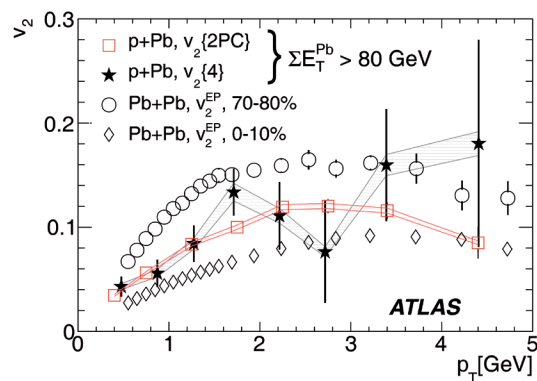 v₂
0.3
0.2
0.1
0
p+Pb, v₂{2PC}
p+Pb, v₂{4}
ΣE_T^Pb > 80 GeV
Pb+Pb, v₂^EP, 70-80%
Pb+Pb, v₂^EP, 0-10%
ATLAS
0 1 2 3 4 5
p_T[GeV]